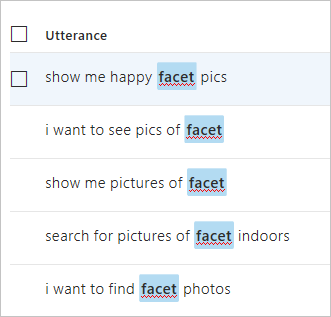 Utterance
show me happy facet pics
i want to see pics of facet
show me pictures of facet
search for pictures of facet indoors
i want to find facet photos